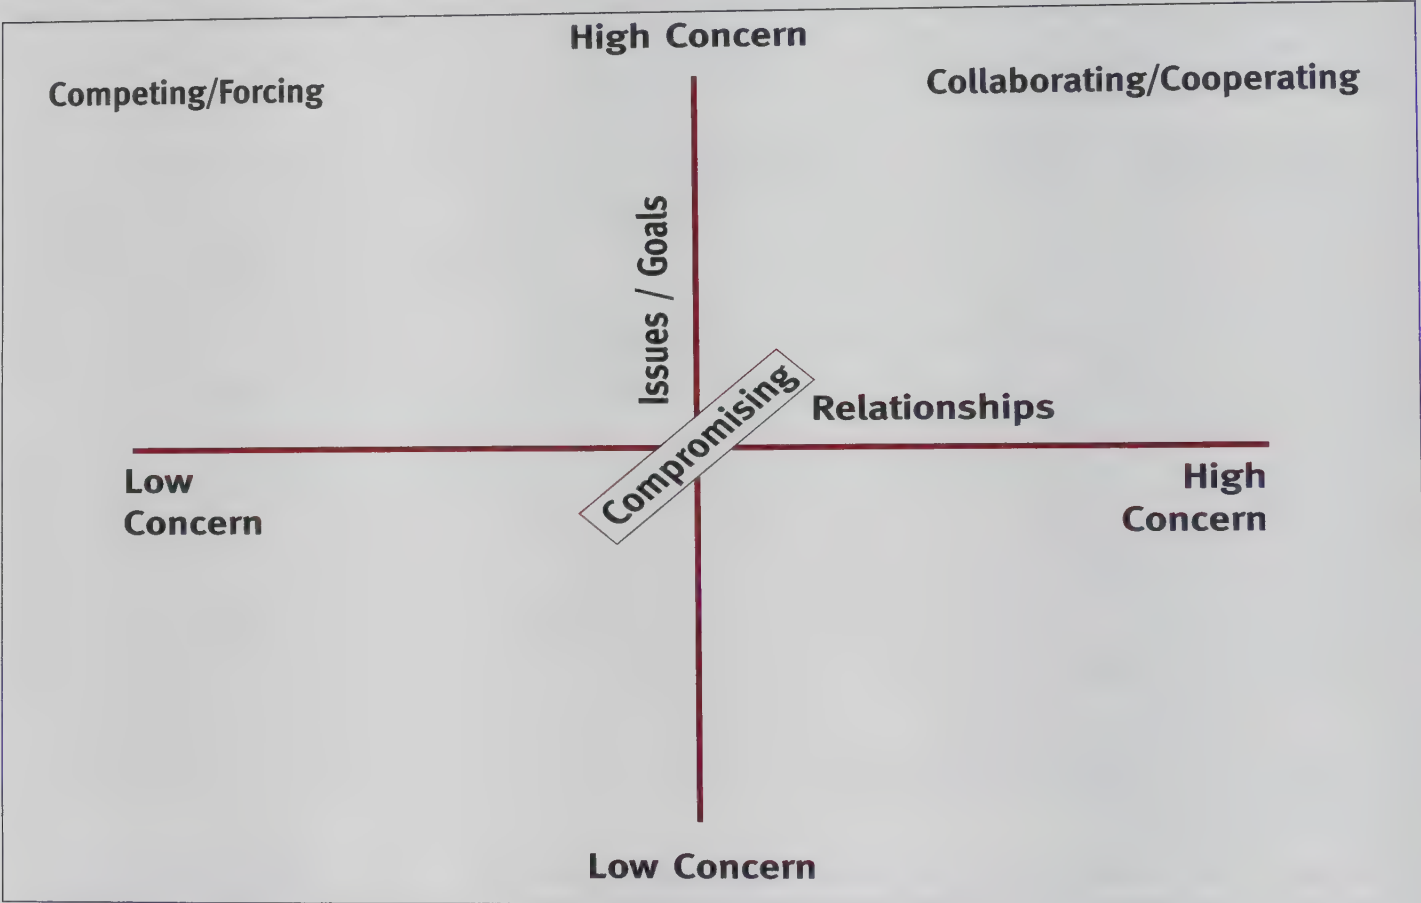 High Concern
Competing/Forcing
Collaborating/Cooperating
Issues / Goals
Compromising
Relationships
Low
Concern
High
Concern
Low Concern